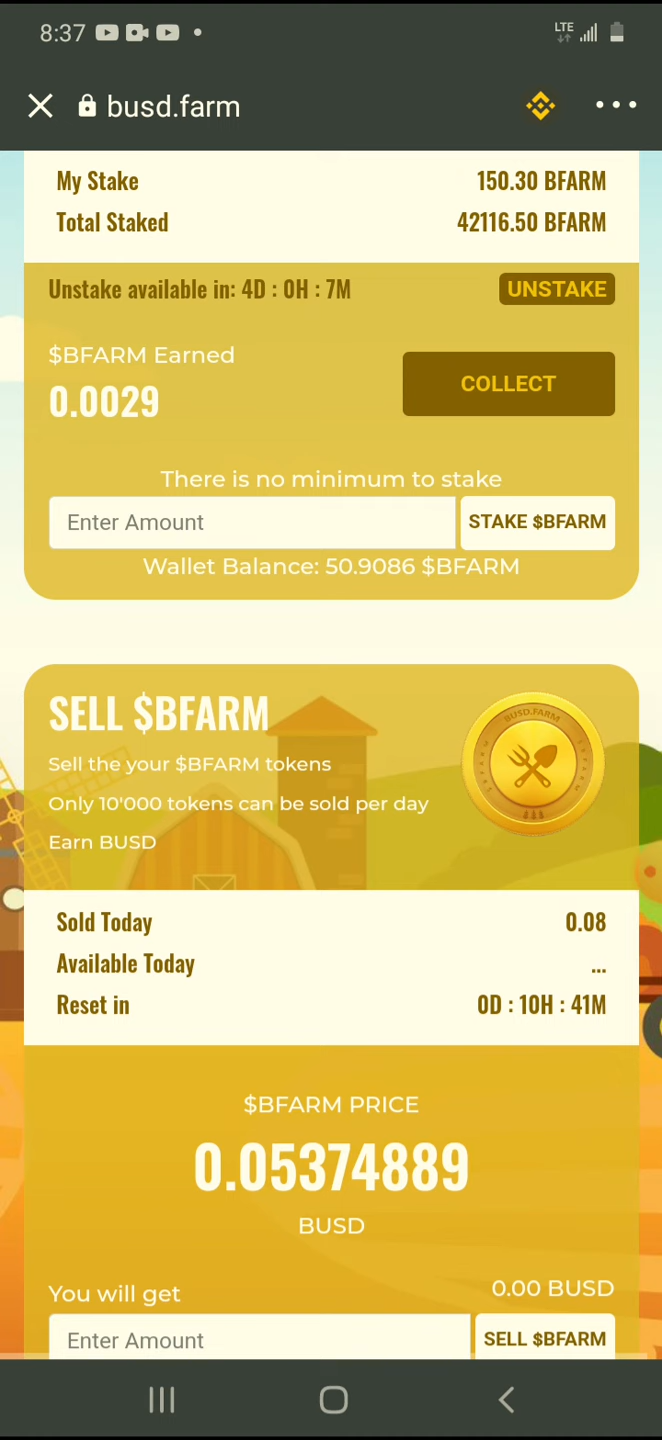 8:37
LTE
busd.farm
My Stake 150.30 BFARM
Total Staked 42116.50 BFARM
Unstake available in: 4D : 0H : 7M UNSTAKE
$BFARM Earned
0.0029
COLLECT
There is no minimum to stake
Enter Amount STAKE $BFARM
Wallet Balance: 50.9086 $BFARM
SELL $BFARM
BUSD.FARM
Sell the your $BFARM tokens
Only 10'000 tokens can be sold per day
Earn BUSD
Sold Today 0.08
Available Today ...
Reset in 0D : 10H : 41M
$BFARM PRICE
0.05374889
BUSD
You will get 0.00 BUSD
Enter Amount SELL $BFARM